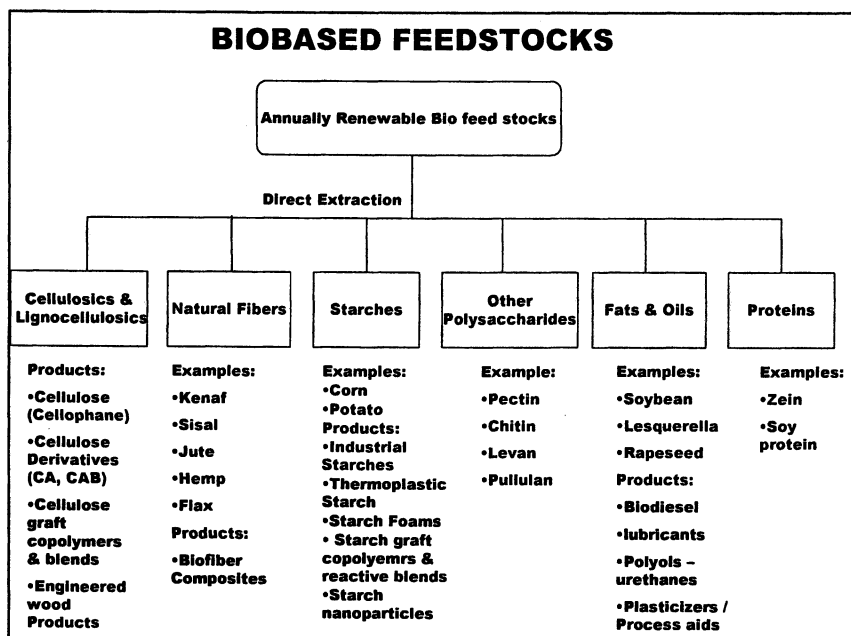 BIOBASED FEEDSTOCKS
Annually Renewable Bio feed stocks
Direct Extraction
Cellulosics &
Lignocellulosics
Products:
•Cellulose
(Cellophane)
•Cellulose
Derivatives
(CA, CAB)
•Cellulose
graft
copolymers
& blends
•Engineered
wood
Products
Natural Fibers
Examples:
•Kenaf
•Sisal
•Jute
•Hemp
•Flax
Products:
•Biofiber
Composites
Starches
Examples:
•Corn
•Potato
Products:
•Industrial
Starches
•Thermoplastic
Starch
•Starch Foams
• Starch graft
copolyemrs &
reactive blends
•Starch
nanoparticles
Other
Polysaccharides
Example:
•Pectin
•Chitin
•Levan
•Pullulan
Fats & Oils
Examples:
•Soybean
•Lesquerella
•Rapeseed
Products:
•Biodiesel
•lubricants
•Polyols –
urethanes
•Plasticizers /
Process aids
Proteins
Examples:
•Zein
•Soy
protein